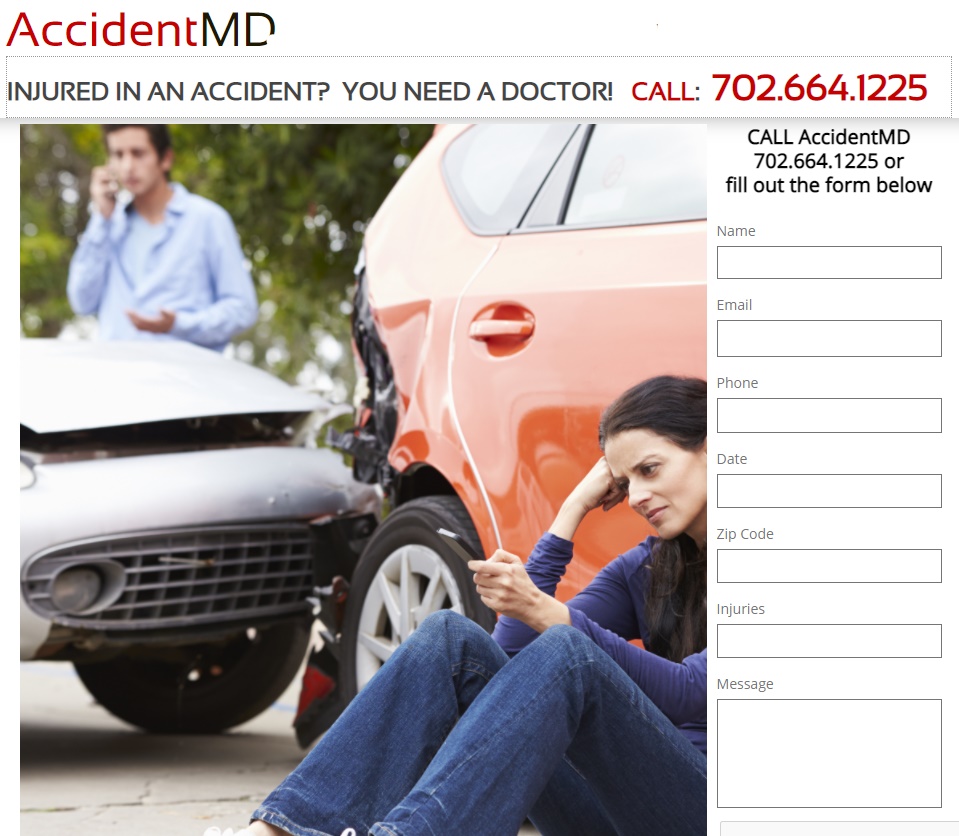 AccidentMD
INJURED IN AN ACCIDENT? YOU NEED A DOCTOR! CALL: 702.664.1225
CALL AccidentMD
702.664.1225 or
fill out the form below
Name
Email
Phone
Date
Zip Code
Injuries
Message